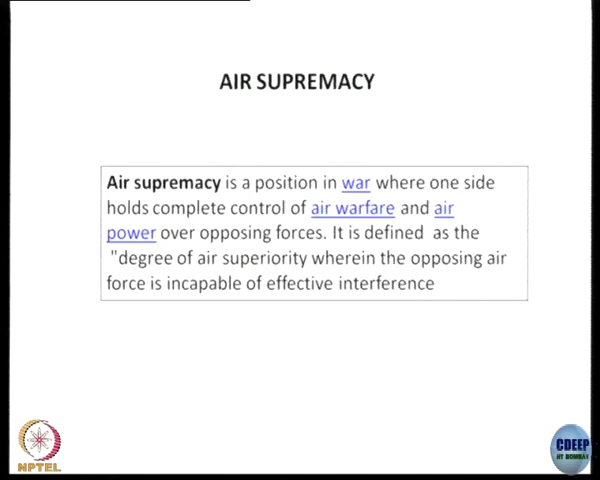 AIR SUPREMACY
Air supremacy is a position in war where one side
holds complete control of air warfare and air
power over opposing forces. It is defined  as the
"degree of air superiority wherein the opposing air
force is incapable of effective interference
NPTEL
CDEEP
IIT BOMBAY